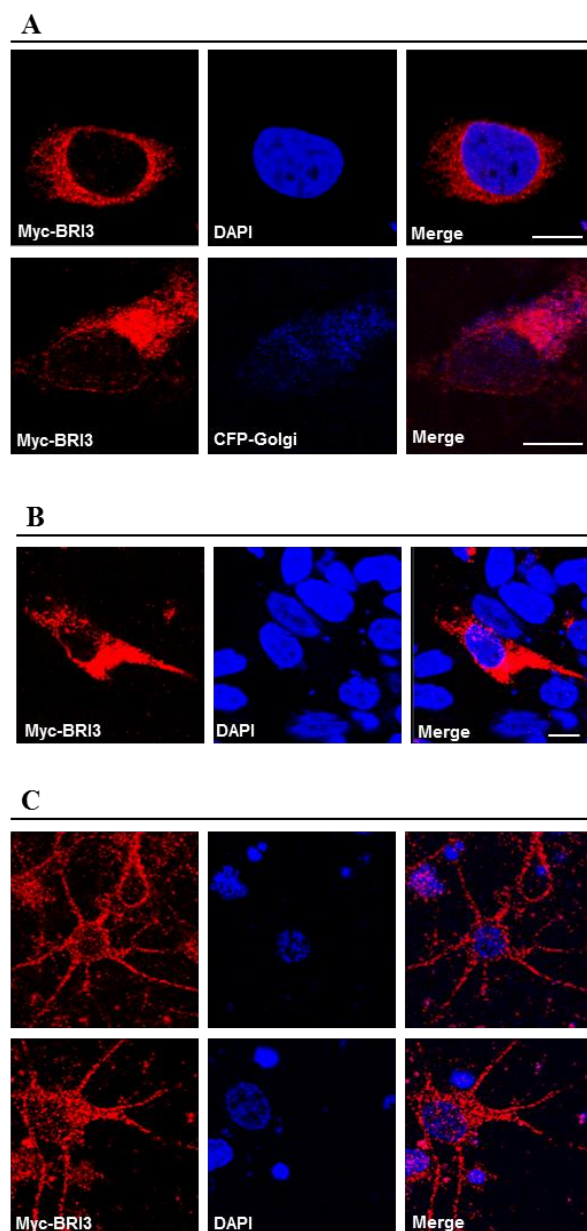 A
Myc-BRI3 DAPI Merge
Myc-BRI3 CFP-Golgi Merge
B
Myc-BRI3 DAPI Merge
C
Myc-BRI3 DAPI Merge